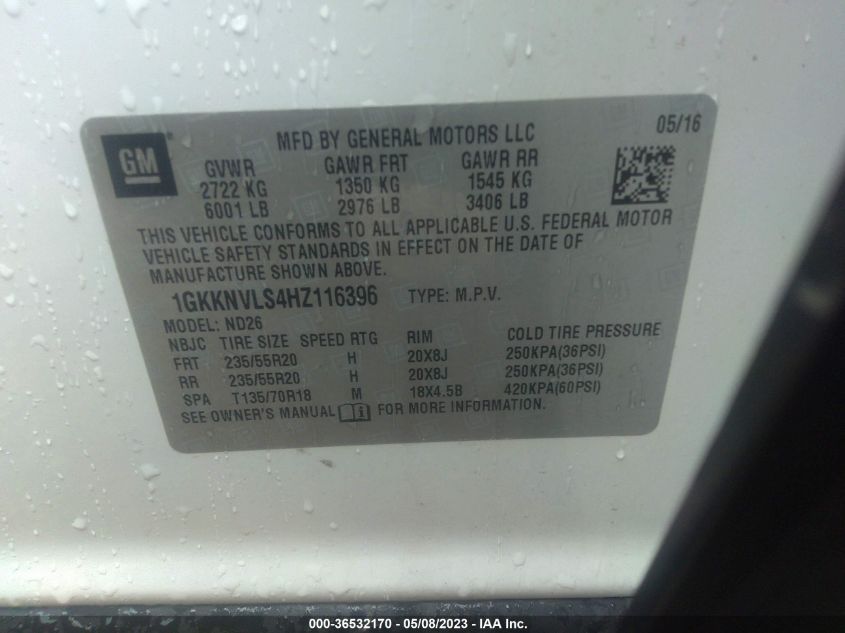 GM
MFD BY GENERAL MOTORS LLC 05/16
GVWR GAWR FRT GAWR RR
2722 KG 1350 KG 1545 KG
6001 LB 2976 LB 3406 LB
THIS VEHICLE CONFORMS TO ALL APPLICABLE U.S. FEDERAL MOTOR
VEHICLE SAFETY STANDARDS IN EFFECT ON THE DATE OF
MANUFACTURE SHOWN ABOVE.
1GKKNVLS4HZ116396 TYPE: M.P.V.
MODEL: ND26
NBJC TIRE SIZE SPEED RTG RIM COLD TIRE PRESSURE
FRT 235/55R20 H 20X8J 250KPA(36PSI)
RR 235/55R20 H 20X8J 250KPA(36PSI)
SPA T135/70R18 M 18X4.5B 420KPA(60PSI)
SEE OWNER'S MANUAL FOR MORE INFORMATION.
000-36532170 - 05/08/2023 - IAA Inc.